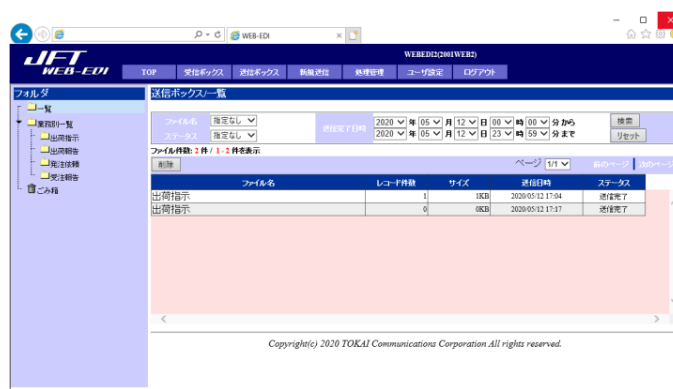 WEB-EDI
WEBEDI2(2001WEB2)
JFT
WEB-EDI
TOP 受信ボックス 送信ボックス 新規送信 処理管理 ユーザ設定 ログアウト
フォルダ
一覧
業務別一覧
出荷指示
出荷報告
発注依頼
受注報告
ごみ箱
送信ボックス/一覧
ファイル名 指定なし
ステータス 指定なし
送信完了日時
2020 年 05 月 12 日 00 時 00 分 から
2020 年 05 月 12 日 23 時 59 分 まで
検索
リセット
ファイル件数: 2 件 / 1 - 2 件を表示
削除
ページ 1/1 前のページ 次のページ
ファイル名 レコード件数 サイズ 送信日時 ステータス
出荷指示 1 1KB 2020/05/12 17:04 送信完了
出荷指示 0 0KB 2020/05/12 17:17 送信完了
Copyright(c) 2020 TOKAI Communications Corporation All rights reserved.